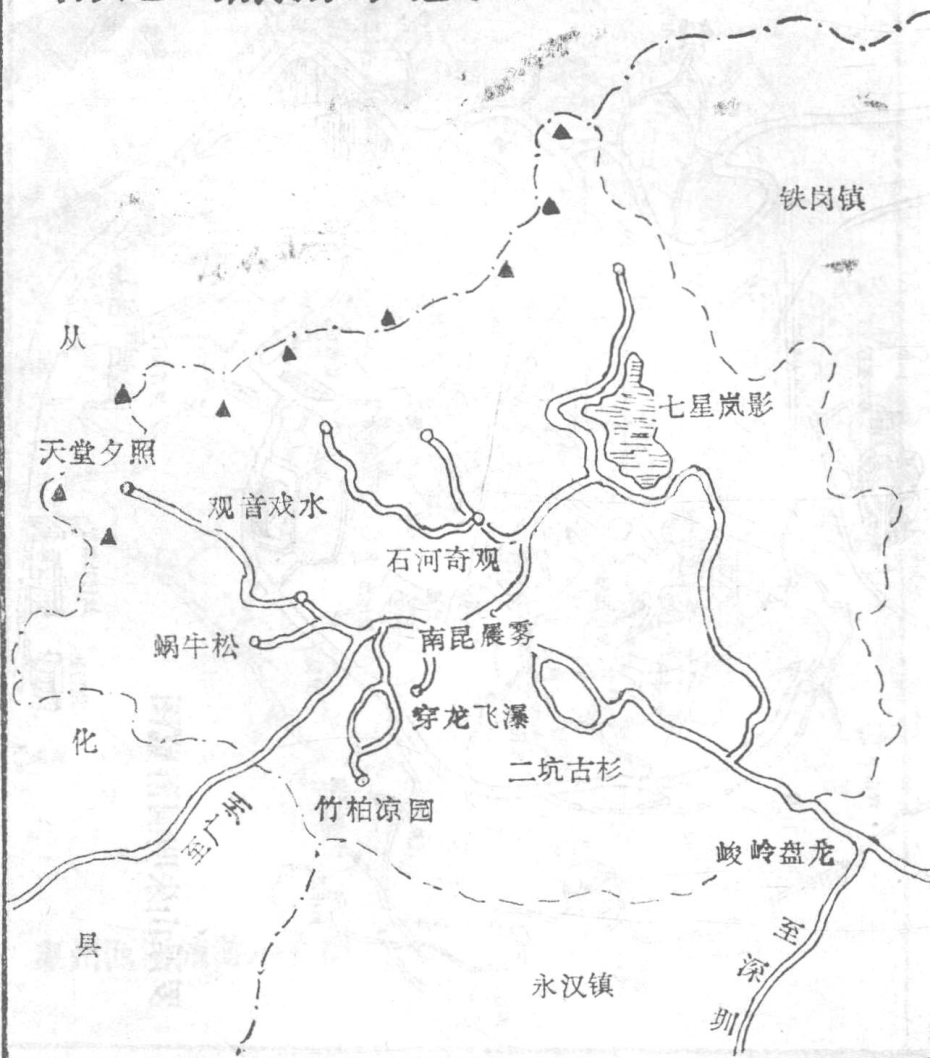 铁岗镇
从
七星岚影
天堂夕照
观音戏水
石河奇观
南昆晨雾
蜗牛松
穿龙飞瀑
化
二坑古杉
竹柏凉园
至广州
峻岭盘龙
县
至深圳
永汉镇